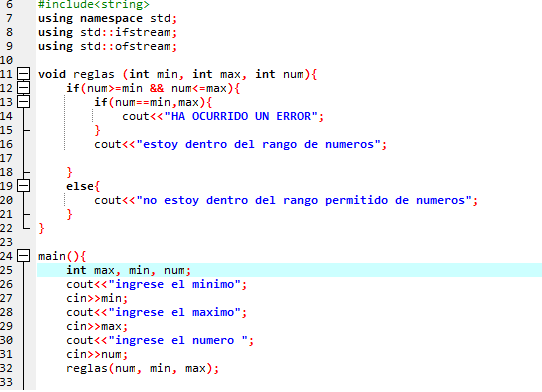 6 #include<string>
7 using namespace std;
8 using std::ifstream;
9 using std::ofstream;
10
11 void reglas (int min, int max, int num){
12     if(num>=min && num<=max){
13         if(num==min,max){
14             cout<<"HA OCURRIDO UN ERROR";
15         }
16         cout<<"estoy dentro del rango de numeros";
17
18     }
19     else{
20         cout<<"no estoy dentro del rango permitido de numeros";
21     }
22 }
23
24 main(){
25     int max, min, num;
26     cout<<"ingrese el minimo";
27     cin>>min;
28     cout<<"ingrese el maximo";
29     cin>>max;
30     cout<<"ingrese el numero ";
31     cin>>num;
32     reglas(num, min, max);
33